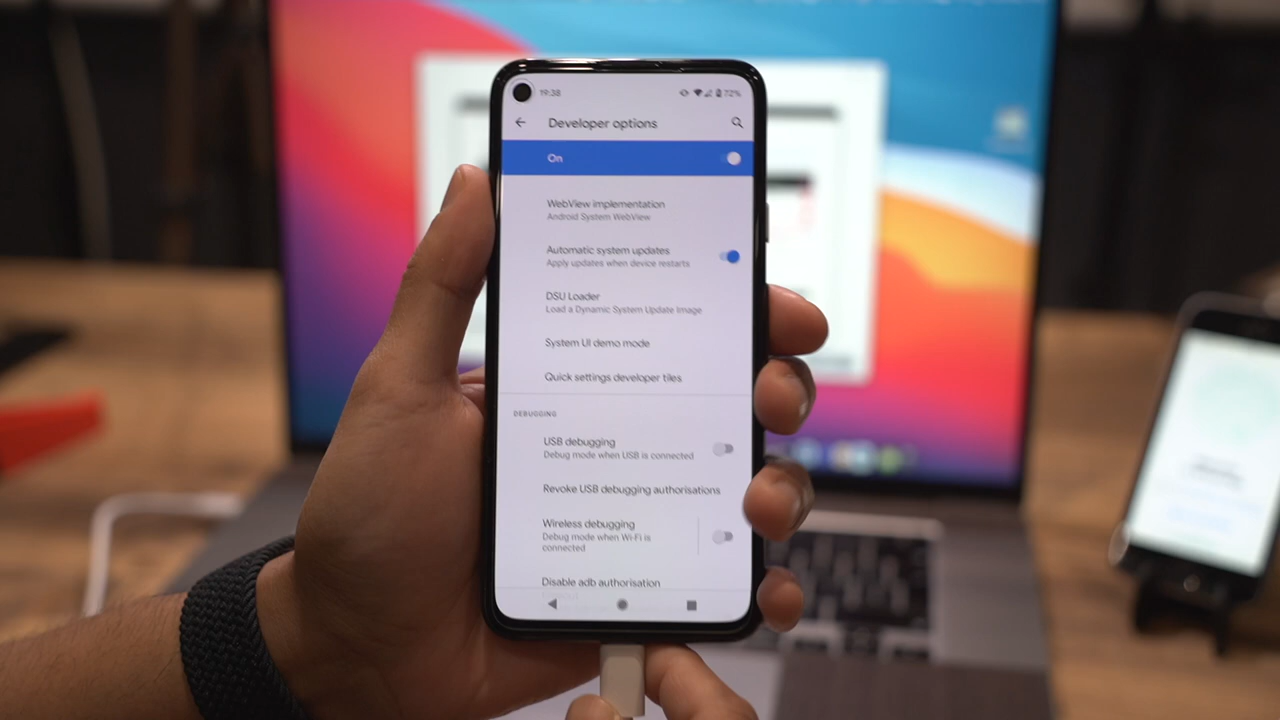 19:38
72%
Developer options
On
WebView implementation
Android System WebView
Automatic system updates
Apply updates when device restarts
DSU Loader
Load a Dynamic System Update Image
System UI demo mode
Quick settings developer tiles
DEBUGGING
USB debugging
Debug mode when USB is connected
Revoke USB debugging authorisations
Wireless debugging
Debug mode when Wi-Fi is
connected
Disable adb authorisation